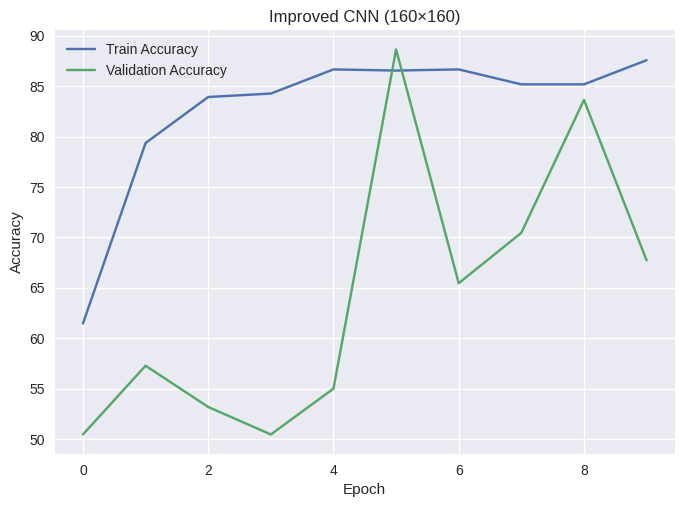 Improved CNN (160×160)
Train Accuracy
Validation Accuracy
90
85
80
75
70
65
60
55
50
Accuracy
0 2 4 6 8
Epoch